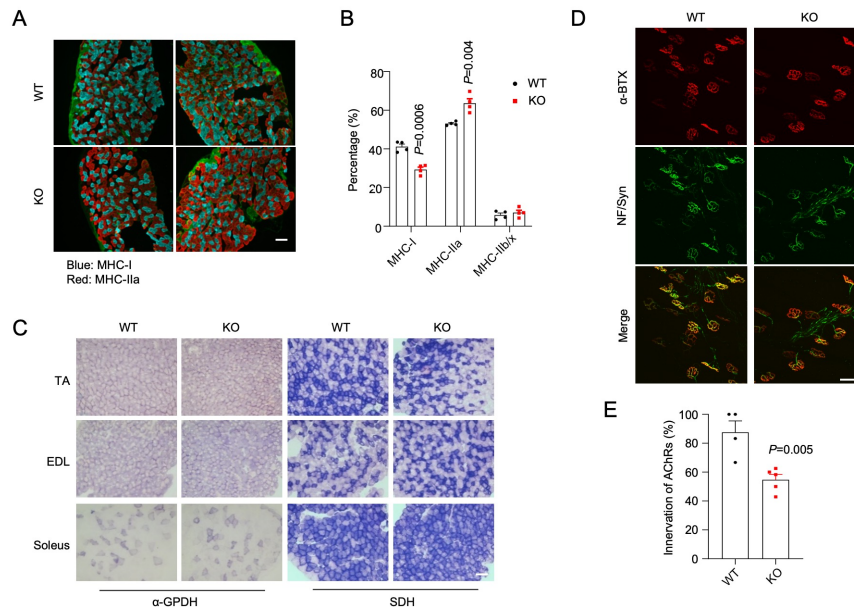 A
WT
KO
Blue: MHC-I
Red: MHC-IIa
B
Percentage (%)
80
60
40
20
0
P=0.0006
P=0.004
WT
KO
MHC-I
MHC-IIa
MHC-IIb/x
C
WT
KO
WT
KO
TA
EDL
Soleus
α-GPDH
SDH
D
WT
KO
α-BTX
NF/Syn
Merge
E
Innervation of AChRs (%)
100
80
60
40
20
0
P=0.005
WT
KO